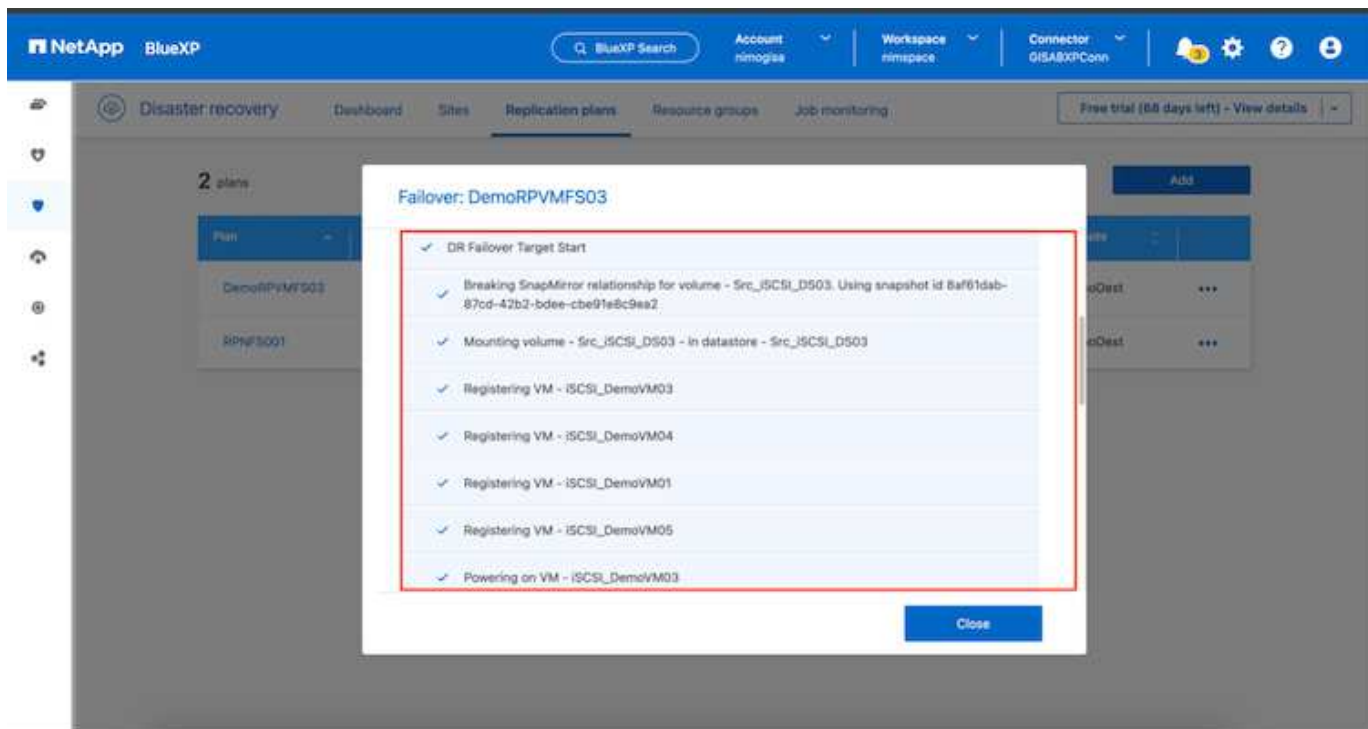 NetApp BlueXP
BlueXP Search
Account
nimogisa
Workspace
nimspace
Connector
GISABXPConn
3
Disaster recovery
Dashboard
Sites
Replication plans
Resource groups
Job monitoring
Free trial (88 days left) - View details
2 plans
Add
Plan
DemoRPVMFS03
RPNFS001
Failover: DemoRPVMFS03
DR Failover Target Start
Breaking SnapMirror relationship for volume - Src_iSCSI_DS03. Using snapshot id 8af61dab-
87cd-42b2-bdee-cbe91e8c9ea2
Mounting volume - Src_iSCSI_DS03 - in datastore - Src_iSCSI_DS03
Registering VM - iSCSI_DemoVM03
Registering VM - iSCSI_DemoVM04
Registering VM - iSCSI_DemoVM01
Registering VM - iSCSI_DemoVM05
Powering on VM - iSCSI_DemoVM03
Close